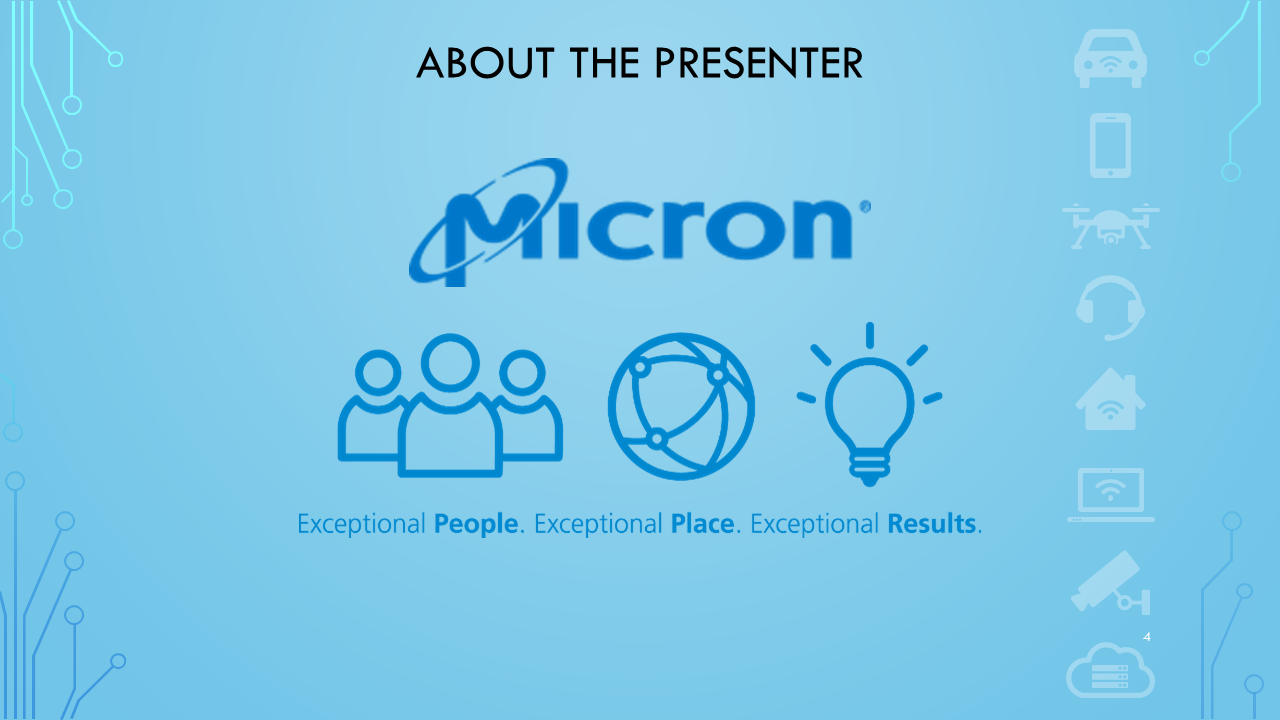 ABOUT THE PRESENTER
Micron®
Exceptional People. Exceptional Place. Exceptional Results.
4